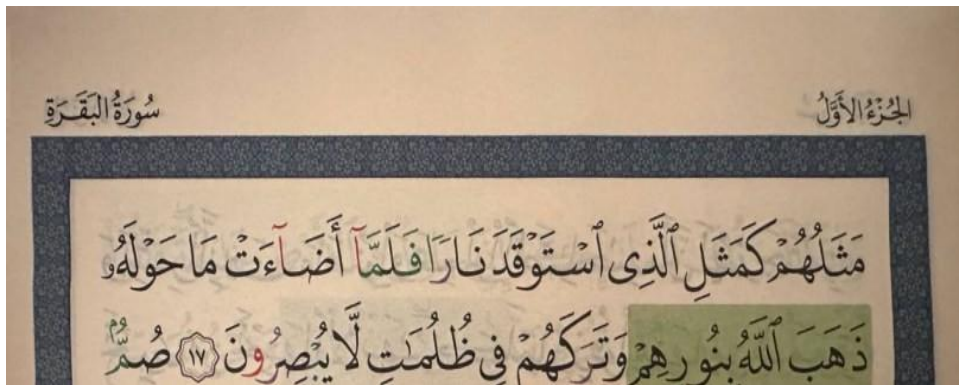 الجُزْءُ الأَوَّلُ
سُورَةُ البَقَرَةِ
مَثَلُهُمْ كَمَثَلِ ٱلَّذِى ٱسْتَوْقَدَ نَارًا فَلَمَّآ أَضَآءَتْ مَا حَوْلَهُۥ
ذَهَبَ ٱللَّهُ بِنُورِهِمْ وَتَرَكَهُمْ فِى ظُلُمَٰتٍ لَّا يُبْصِرُونَ ١٧ صُمٌّۢ